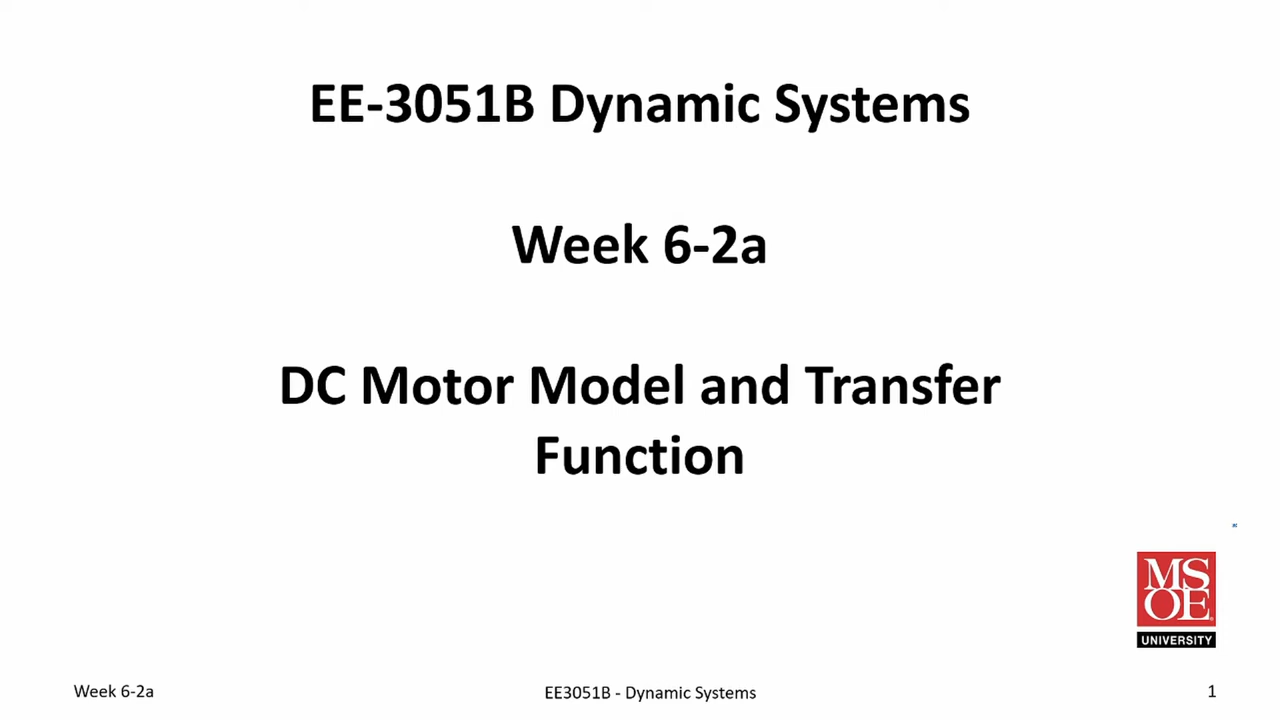 EE-3051B Dynamic Systems
Week 6-2a
DC Motor Model and Transfer
Function
MS
OE
UNIVERSITY
Week 6-2a
EE3051B - Dynamic Systems
1